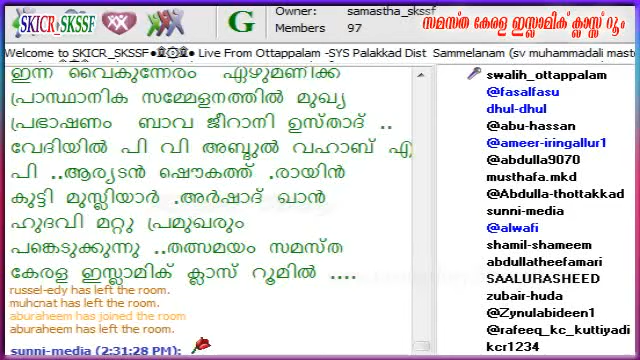 SKICR_SKSSF
G
Owner: samastha_skssf
Members 97
സമസ്ത കേരള ഇസ്ലാമിക് ക്ലാസ്സ് റൂം
Welcome to SKICR_SKSSF● ● Live From Ottappalam -SYS Palakkad Dist Sammelanam (sv muhammadali master
ഇന്ന വൈകുന്നേരം ഏഴുമണിക്ക
പ്രാസ്ഥാനിക സമ്മേളനത്തിൽ മുഖ്യ
പ്രഭാഷണം ബാവ ജീറാനി ഉസ്താദ് ..
വേദിയിൽ പി വി അബ്ദുൽ വഹാബ് എ
പി ..ആര്യടൻ ഷൌകത്ത് .രായിൻ
കുട്ടി മുസ്ലിയാർ .അർഷാദ് ഖാൻ
ഹുദവി മറ്റു പ്രമുഖരും
പങ്കെടുക്കുന്നു ..തത്സമയം സമസ്ത
കേരള ഇസ്ലാമിക് ക്ലാസ് റൂമിൽ ....
russel-edy has left the room.
muhcnat has left the room.
aburaheem has joined the room
aburaheem has left the room.
sunni-media (2:31:28 PM):
swalih_ottappalam
@fasalfasu
dhul-dhul
@abu-hassan
@ameer-iringallur1
@abdulla9070
musthafa.mkd
@Abdulla-thottakkad
sunni-media
@alwafi
shamil-shameem
abdullatheefamari
SAALURASHEED
zubair-huda
@Zynulabideen1
@rafeeq_kc_kuttiyadi
kcr1234